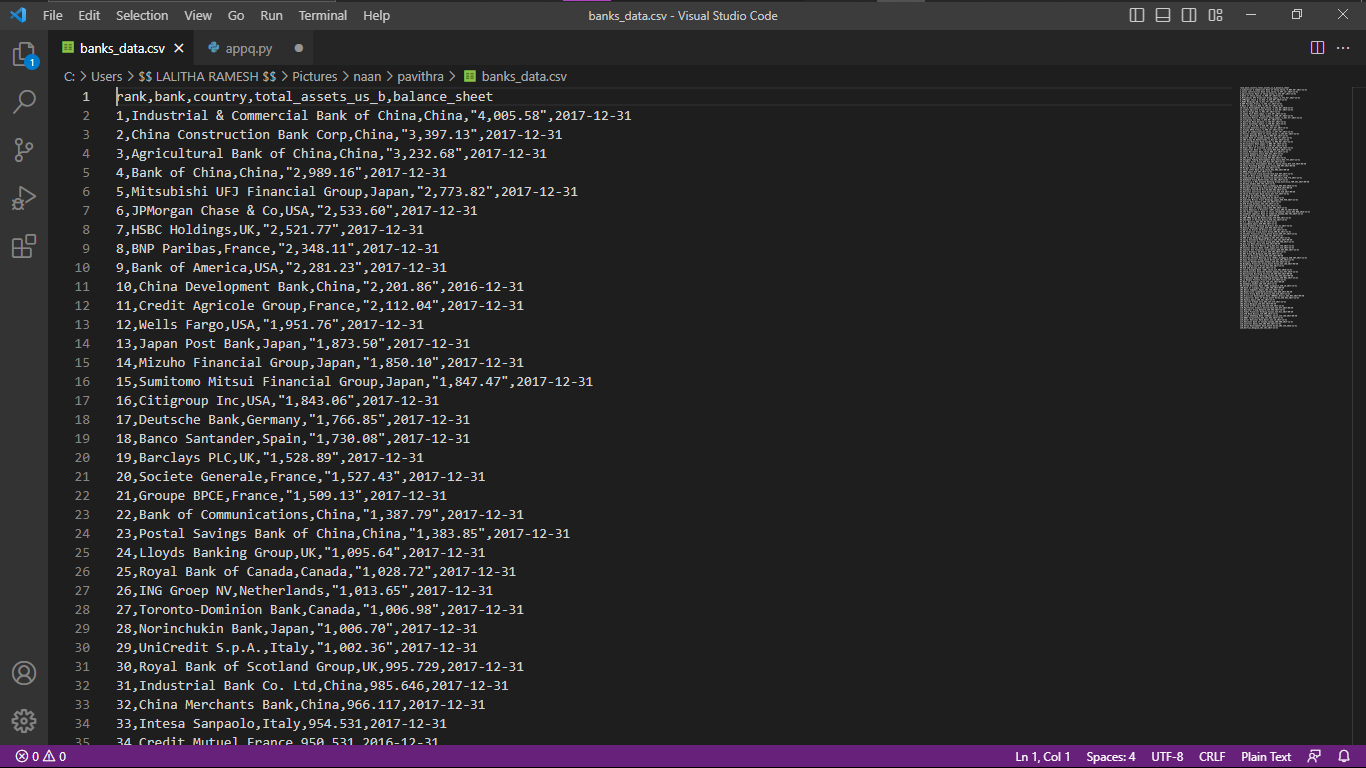 File Edit Selection View Go Run Terminal Help banks_data.csv - Visual Studio Code
banks_data.csv appq.py
C: > Users > $$ LALITHA RAMESH $$ > Pictures > naan > pavithra > banks_data.csv
1
1 rank,bank,country,total_assets_us_b,balance_sheet
2 1,Industrial & Commercial Bank of China,China,"4,005.58",2017-12-31
3 2,China Construction Bank Corp,China,"3,397.13",2017-12-31
4 3,Agricultural Bank of China,China,"3,232.68",2017-12-31
5 4,Bank of China,China,"2,989.16",2017-12-31
6 5,Mitsubishi UFJ Financial Group,Japan,"2,773.82",2017-12-31
7 6,JPMorgan Chase & Co,USA,"2,533.60",2017-12-31
8 7,HSBC Holdings,UK,"2,521.77",2017-12-31
9 8,BNP Paribas,France,"2,348.11",2017-12-31
10 9,Bank of America,USA,"2,281.23",2017-12-31
11 10,China Development Bank,China,"2,201.86",2016-12-31
12 11,Credit Agricole Group,France,"2,112.04",2017-12-31
13 12,Wells Fargo,USA,"1,951.76",2017-12-31
14 13,Japan Post Bank,Japan,"1,873.50",2017-12-31
15 14,Mizuho Financial Group,Japan,"1,850.10",2017-12-31
16 15,Sumitomo Mitsui Financial Group,Japan,"1,847.47",2017-12-31
17 16,Citigroup Inc,USA,"1,843.06",2017-12-31
18 17,Deutsche Bank,Germany,"1,766.85",2017-12-31
19 18,Banco Santander,Spain,"1,730.08",2017-12-31
20 19,Barclays PLC,UK,"1,528.89",2017-12-31
21 20,Societe Generale,France,"1,527.43",2017-12-31
22 21,Groupe BPCE,France,"1,509.13",2017-12-31
23 22,Bank of Communications,China,"1,387.79",2017-12-31
24 23,Postal Savings Bank of China,China,"1,383.85",2017-12-31
25 24,Lloyds Banking Group,UK,"1,095.64",2017-12-31
26 25,Royal Bank of Canada,Canada,"1,028.72",2017-12-31
27 26,ING Groep NV,Netherlands,"1,013.65",2017-12-31
28 27,Toronto-Dominion Bank,Canada,"1,006.98",2017-12-31
29 28,Norinchukin Bank,Japan,"1,006.70",2017-12-31
30 29,UniCredit S.p.A.,Italy,"1,002.36",2017-12-31
31 30,Royal Bank of Scotland Group,UK,995.729,2017-12-31
32 31,Industrial Bank Co. Ltd,China,985.646,2017-12-31
33 32,China Merchants Bank,China,966.117,2017-12-31
34 33,Intesa Sanpaolo,Italy,954.531,2017-12-31
35 34,Credit Mutuel,France,950.531,2016-12-31
0 0 Ln 1, Col 1 Spaces: 4 UTF-8 CRLF Plain Text